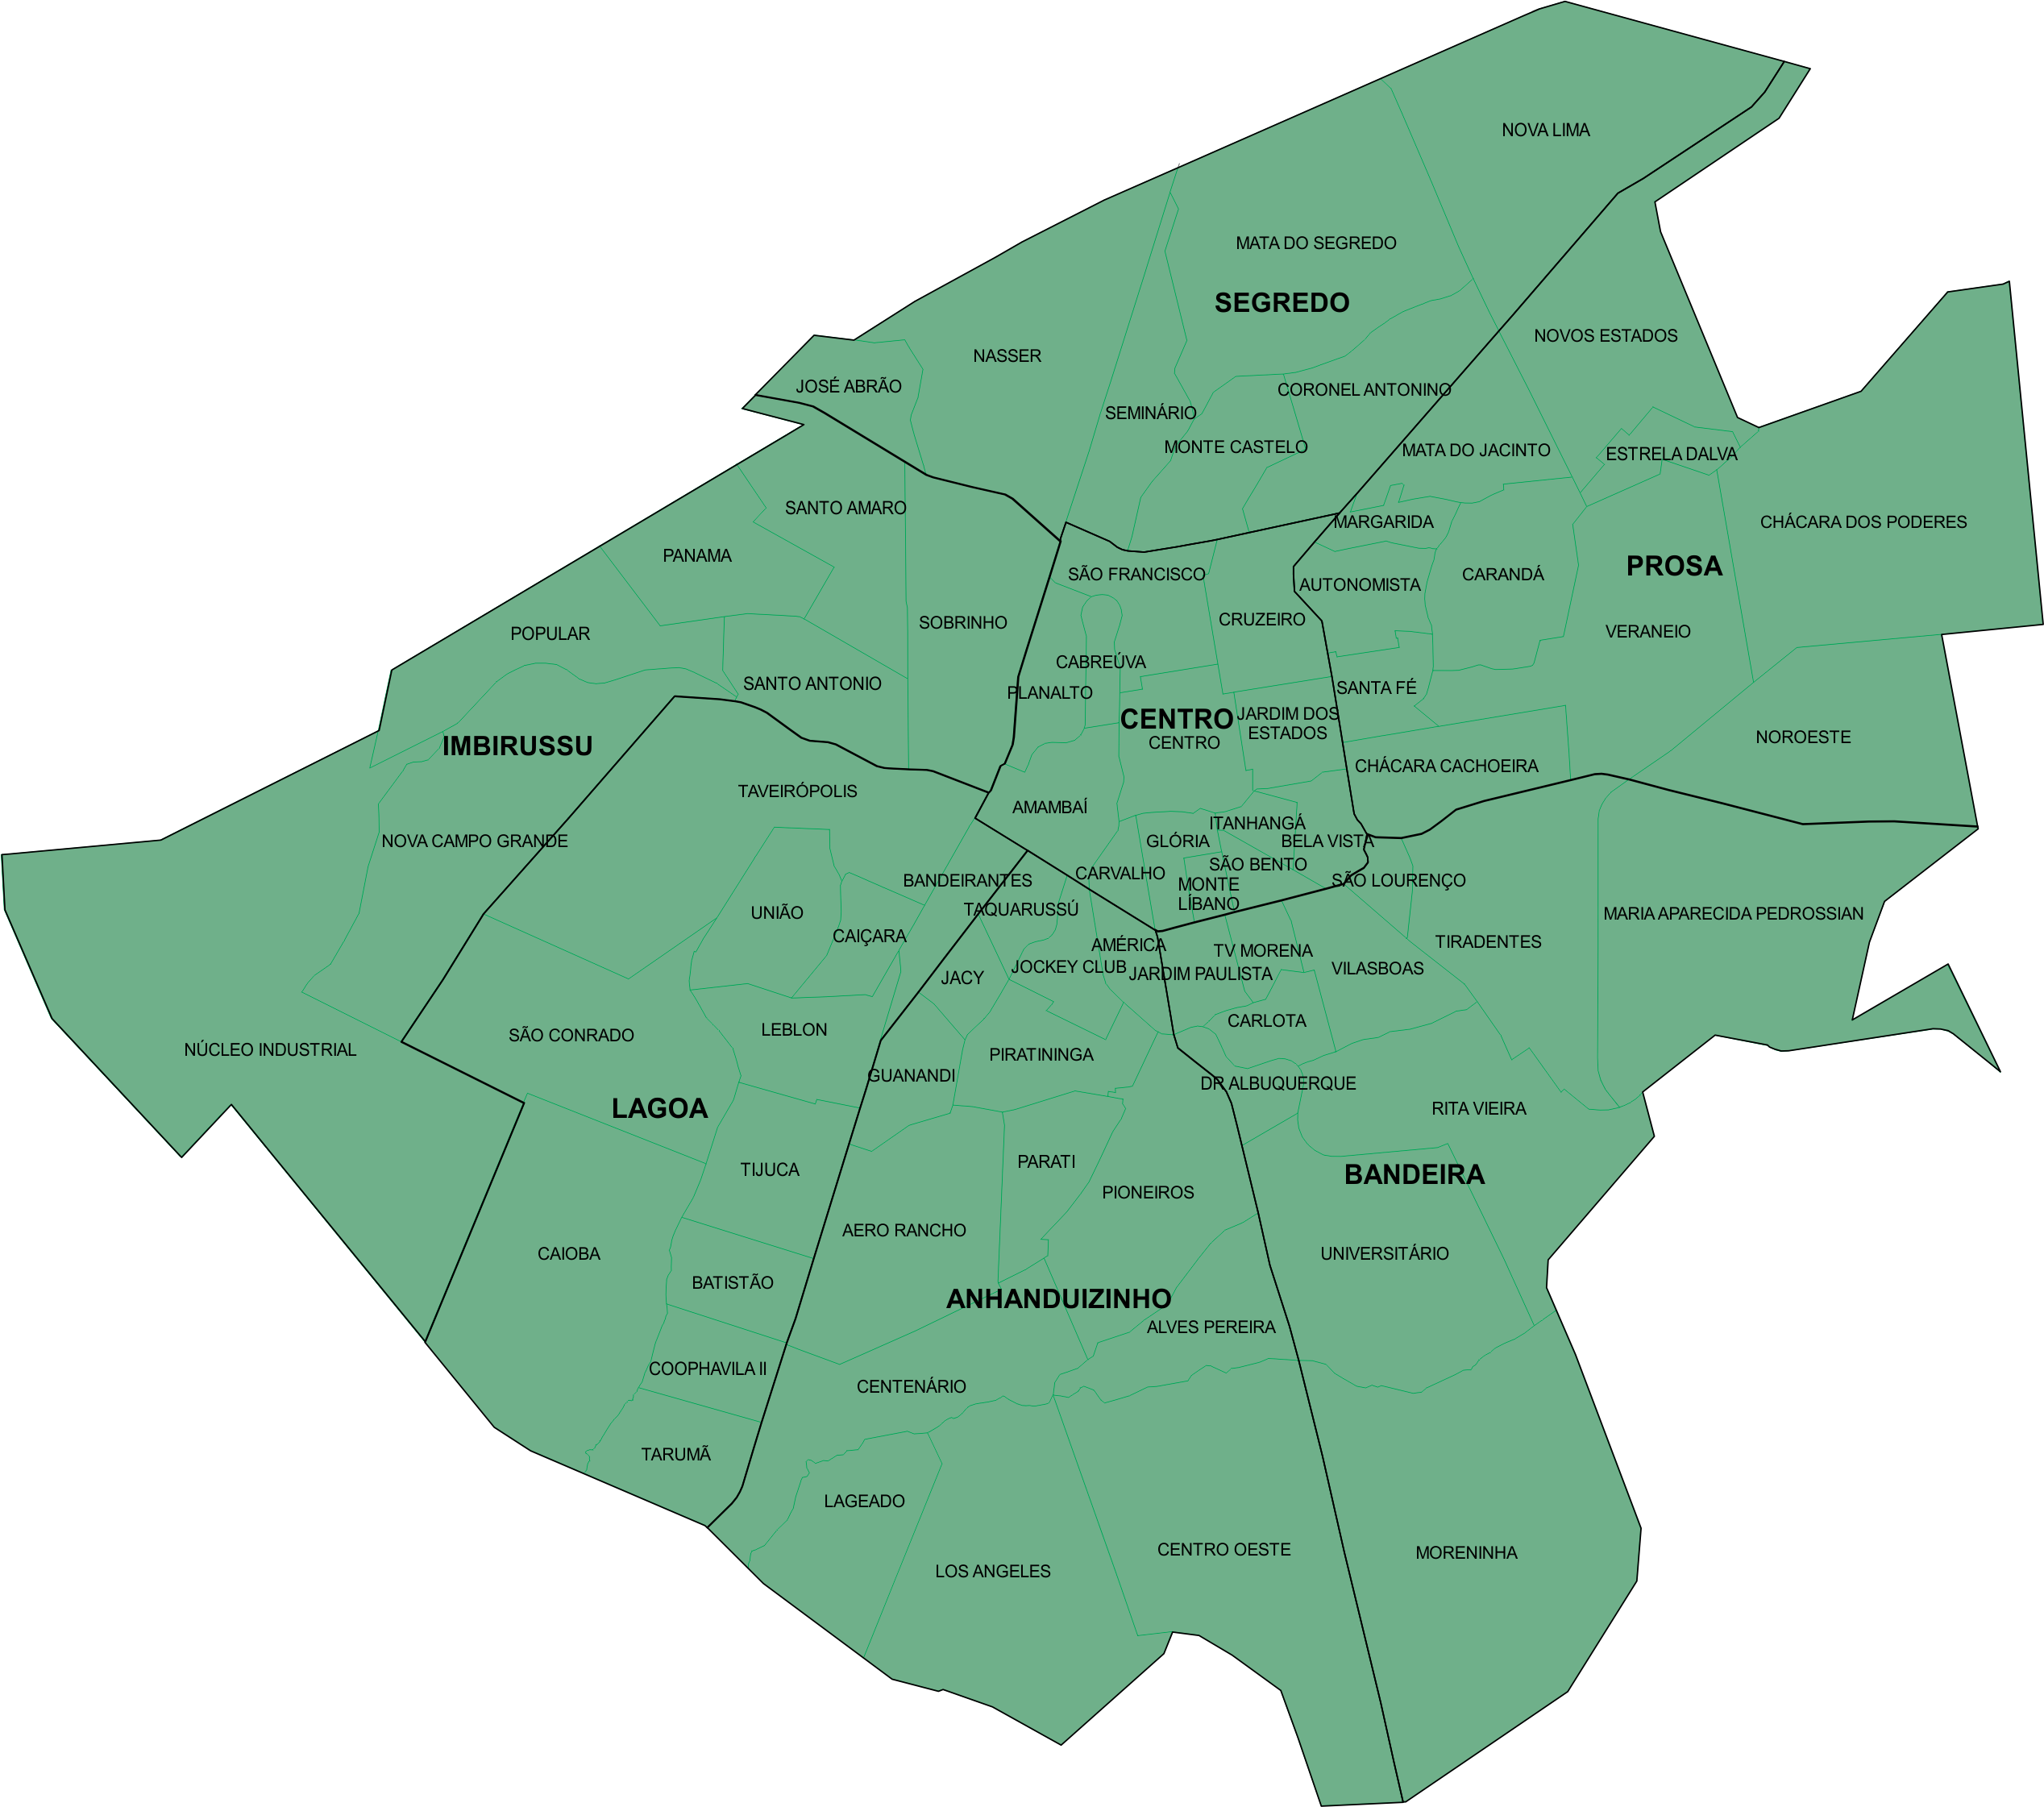 NOVA LIMA
MATA DO SEGREDO
SEGREDO
NOVOS ESTADOS
NASSER
JOSÉ ABRÃO
CORONEL ANTONINO
SEMINÁRIO
MONTE CASTELO
MATA DO JACINTO
ESTRELA DALVA
SANTO AMARO
MARGARIDA
CHÁCARA DOS PODERES
PANAMA
PROSA
SÃO FRANCISCO
CARANDÁ
AUTONOMISTA
CRUZEIRO
SOBRINHO
POPULAR
VERANEIO
CABREÚVA
SANTO ANTONIO
PLANALTO
SANTA FÉ
CENTRO
JARDIM DOS
ESTADOS
CENTRO
NOROESTE
IMBIRUSSU
CHÁCARA CACHOEIRA
TAVEIRÓPOLIS
AMAMBAÍ
ITANHANGÁ
NOVA CAMPO GRANDE
GLÓRIA
BELA VISTA
SÃO BENTO
CARVALHO
BANDEIRANTES
SÃO LOURENÇO
MONTE
LÍBANO
UNIÃO
TAQUARUSSÚ
MARIA APARECIDA PEDROSSIAN
CAIÇARA
AMÉRICA
TV MORENA
TIRADENTES
JOCKEY CLUB
VILASBOAS
JACY
JARDIM PAULISTA
CARLOTA
LEBLON
SÃO CONRADO
NÚCLEO INDUSTRIAL
PIRATININGA
GUANANDI
DR ALBUQUERQUE
LAGOA
RITA VIEIRA
PARATI
TIJUCA
BANDEIRA
PIONEIROS
AERO RANCHO
CAIOBA
UNIVERSITÁRIO
BATISTÃO
ANHANDUIZINHO
ALVES PEREIRA
COOPHAVILA II
CENTENÁRIO
TARUMÃ
LAGEADO
CENTRO OESTE
MORENINHA
LOS ANGELES